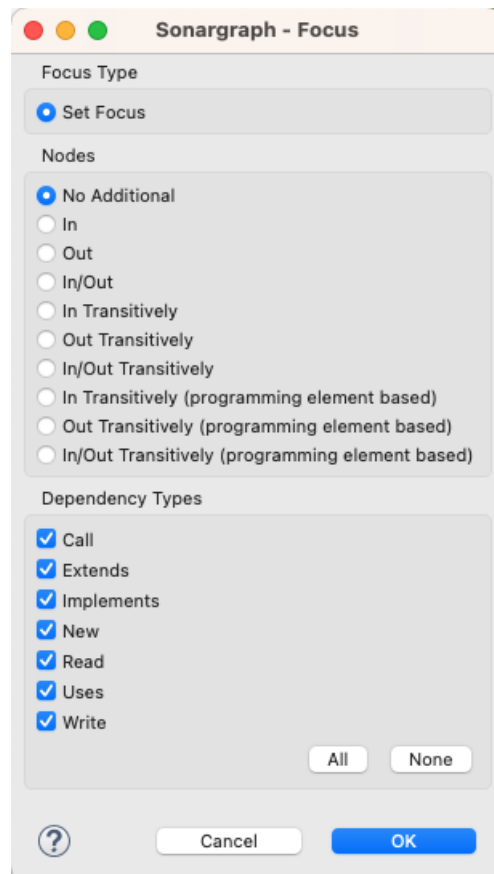 Sonargraph - Focus
Focus Type
Set Focus
Nodes
No Additional
In
Out
In/Out
In Transitively
Out Transitively
In/Out Transitively
In Transitively (programming element based)
Out Transitively (programming element based)
In/Out Transitively (programming element based)
Dependency Types
Call
Extends
Implements
New
Read
Uses
Write
All None
? Cancel OK